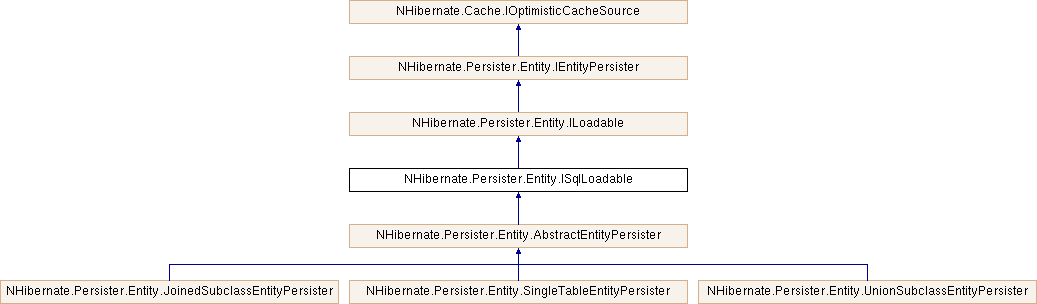 NHibernate.Cache.IOptimisticCacheSource
NHibernate.Persister.Entity.IEntityPersister
NHibernate.Persister.Entity.ILoadable
NHibernate.Persister.Entity.ISqlLoadable
NHibernate.Persister.Entity.AbstractEntityPersister
NHibernate.Persister.Entity.JoinedSubclassEntityPersister
NHibernate.Persister.Entity.SingleTableEntityPersister
NHibernate.Persister.Entity.UnionSubclassEntityPersister